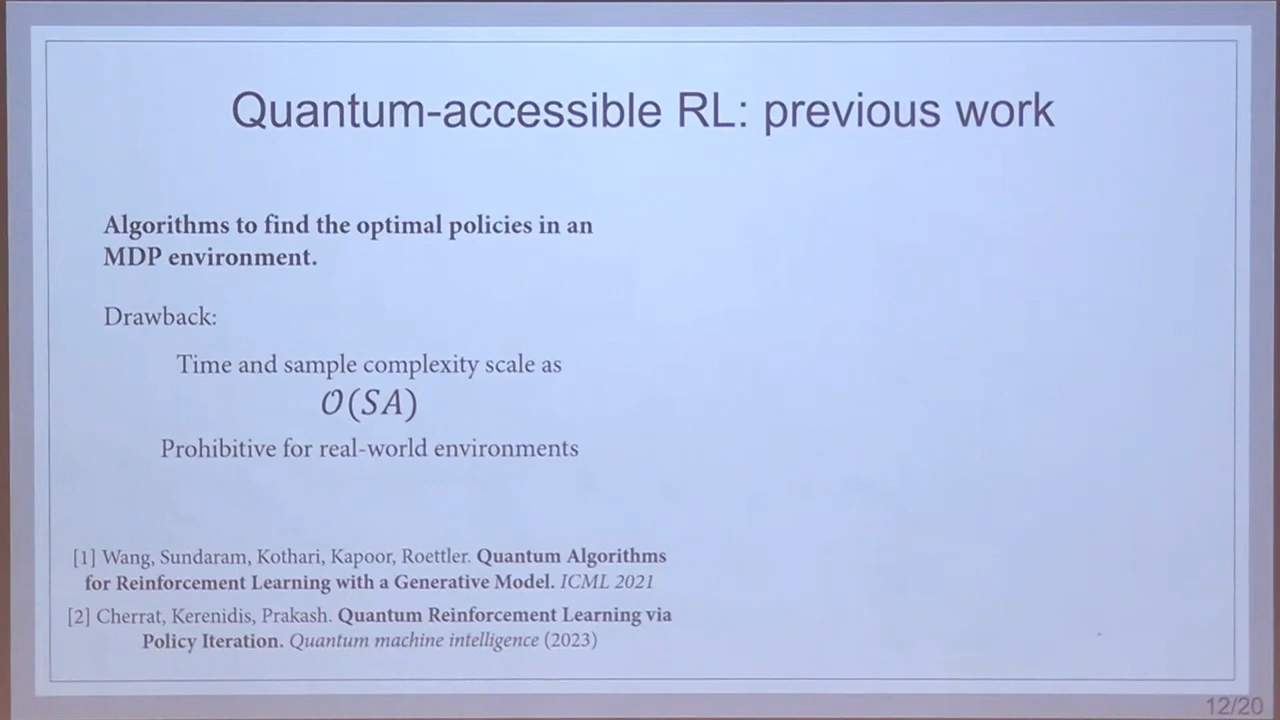 Quantum-accessible RL: previous work
Algorithms to find the optimal policies in an
MDP environment.
Drawback:
Time and sample complexity scale as
𝒪(SA)
Prohibitive for real-world environments
[1] Wang, Sundaram, Kothari, Kapoor, Roettler. Quantum Algorithms
for Reinforcement Learning with a Generative Model. ICML 2021
[2] Cherrat, Kerenidis, Prakash. Quantum Reinforcement Learning via
Policy Iteration. Quantum machine intelligence (2023)
12/20